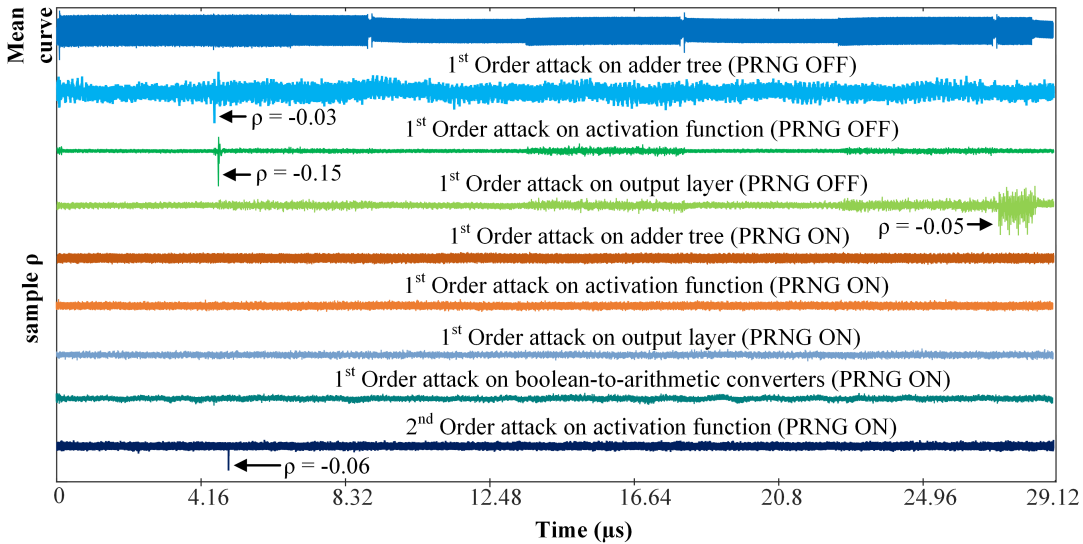 Mean
curve
1st Order attack on adder tree (PRNG OFF)
ρ = -0.03
1st Order attack on activation function (PRNG OFF)
ρ = -0.15
1st Order attack on output layer (PRNG OFF)
ρ = -0.05
1st Order attack on adder tree (PRNG ON)
sample ρ
1st Order attack on activation function (PRNG ON)
1st Order attack on output layer (PRNG ON)
1st Order attack on boolean-to-arithmetic converters (PRNG ON)
2nd Order attack on activation function (PRNG ON)
ρ = -0.06
0 4.16 8.32 12.48 16.64 20.8 24.96 29.12
Time (μs)